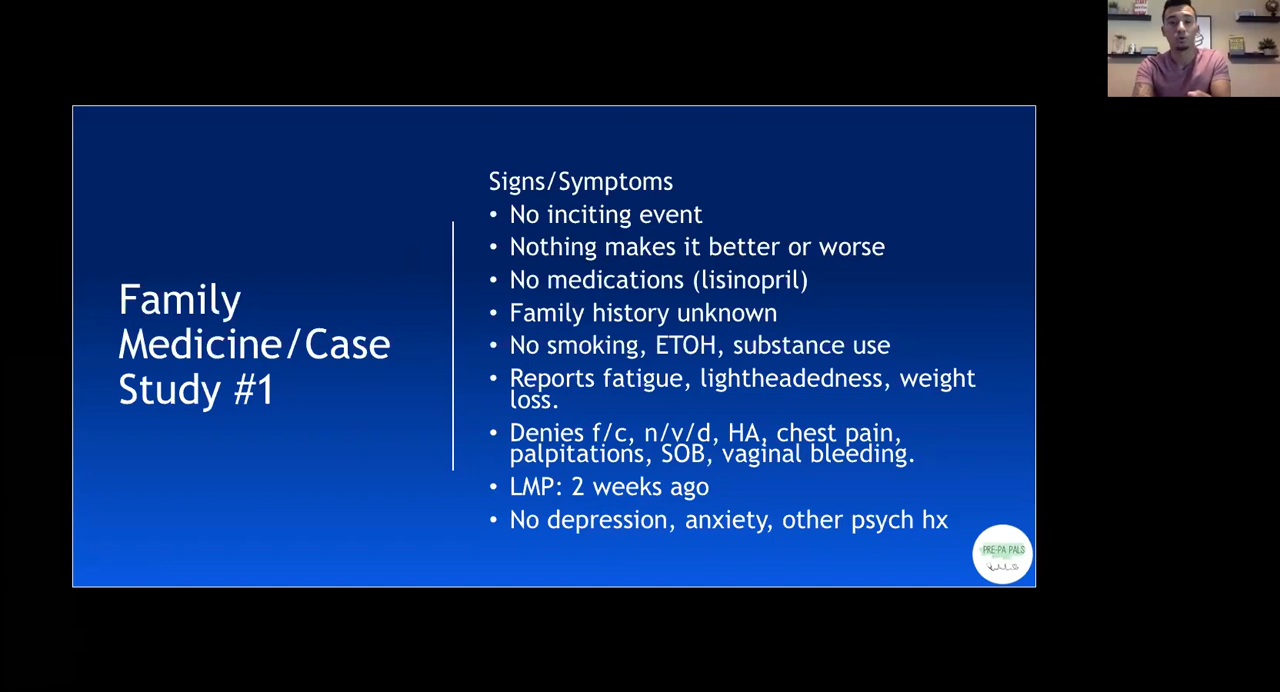 Family
Medicine/Case
Study #1
Signs/Symptoms
• No inciting event
• Nothing makes it better or worse
• No medications (lisinopril)
• Family history unknown
• No smoking, ETOH, substance use
• Reports fatigue, lightheadedness, weight
loss.
• Denies f/c, n/v/d, HA, chest pain,
palpitations, SOB, vaginal bleeding.
• LMP: 2 weeks ago
• No depression, anxiety, other psych hx
PRE-PA PALS